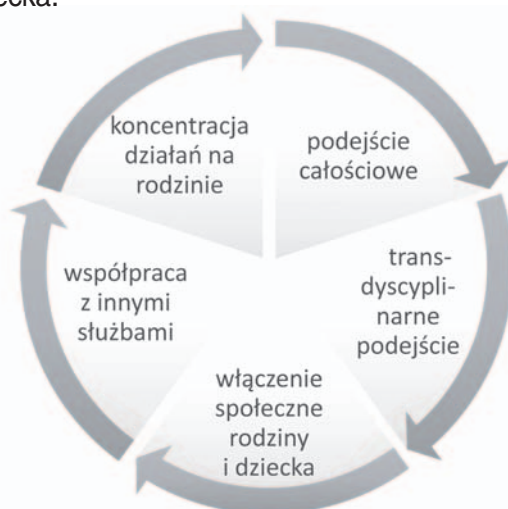 koncentracja
działań na
rodzinie
podejście
całościowe
trans-
dyscypli-
narne
podejście
włączenie
społeczne
rodziny
i dziecka
współpraca
z innymi
służbami